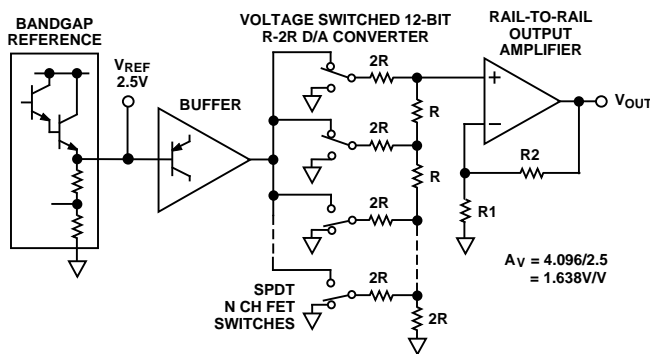 BANDGAP
REFERENCE
VREF
2.5V
BUFFER
VOLTAGE SWITCHED 12-BIT
R-2R D/A CONVERTER
RAIL-TO-RAIL
OUTPUT
AMPLIFIER
2R
R
2R
R
2R
2R
2R
SPDT
N CH FET
SWITCHES
+
–
VOUT
R2
R1
AV = 4.096/2.5
= 1.638V/V